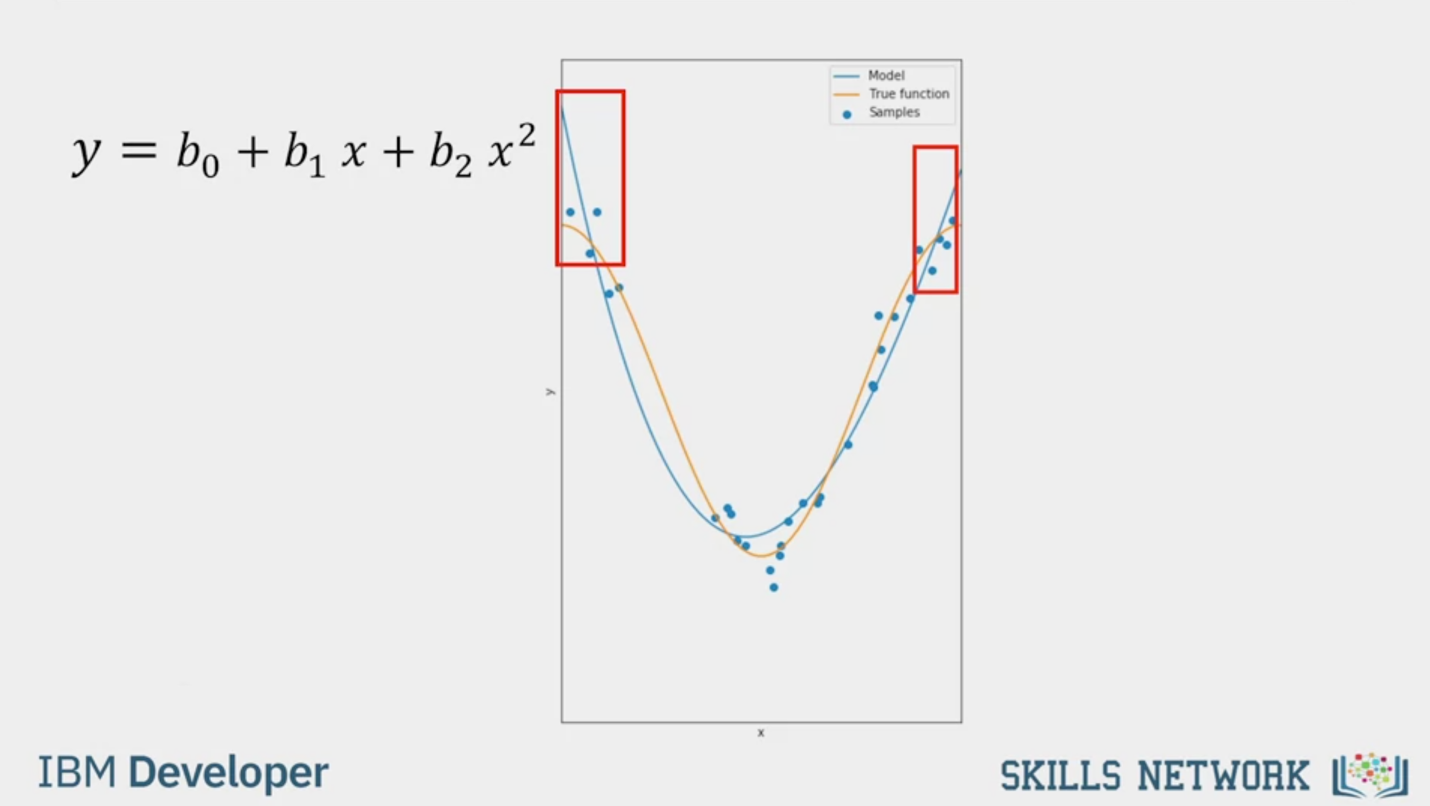 y = b₀ + b₁ x + b₂ x²
Model
True function
Samples
y
x
IBM Developer
SKILLS NETWORK